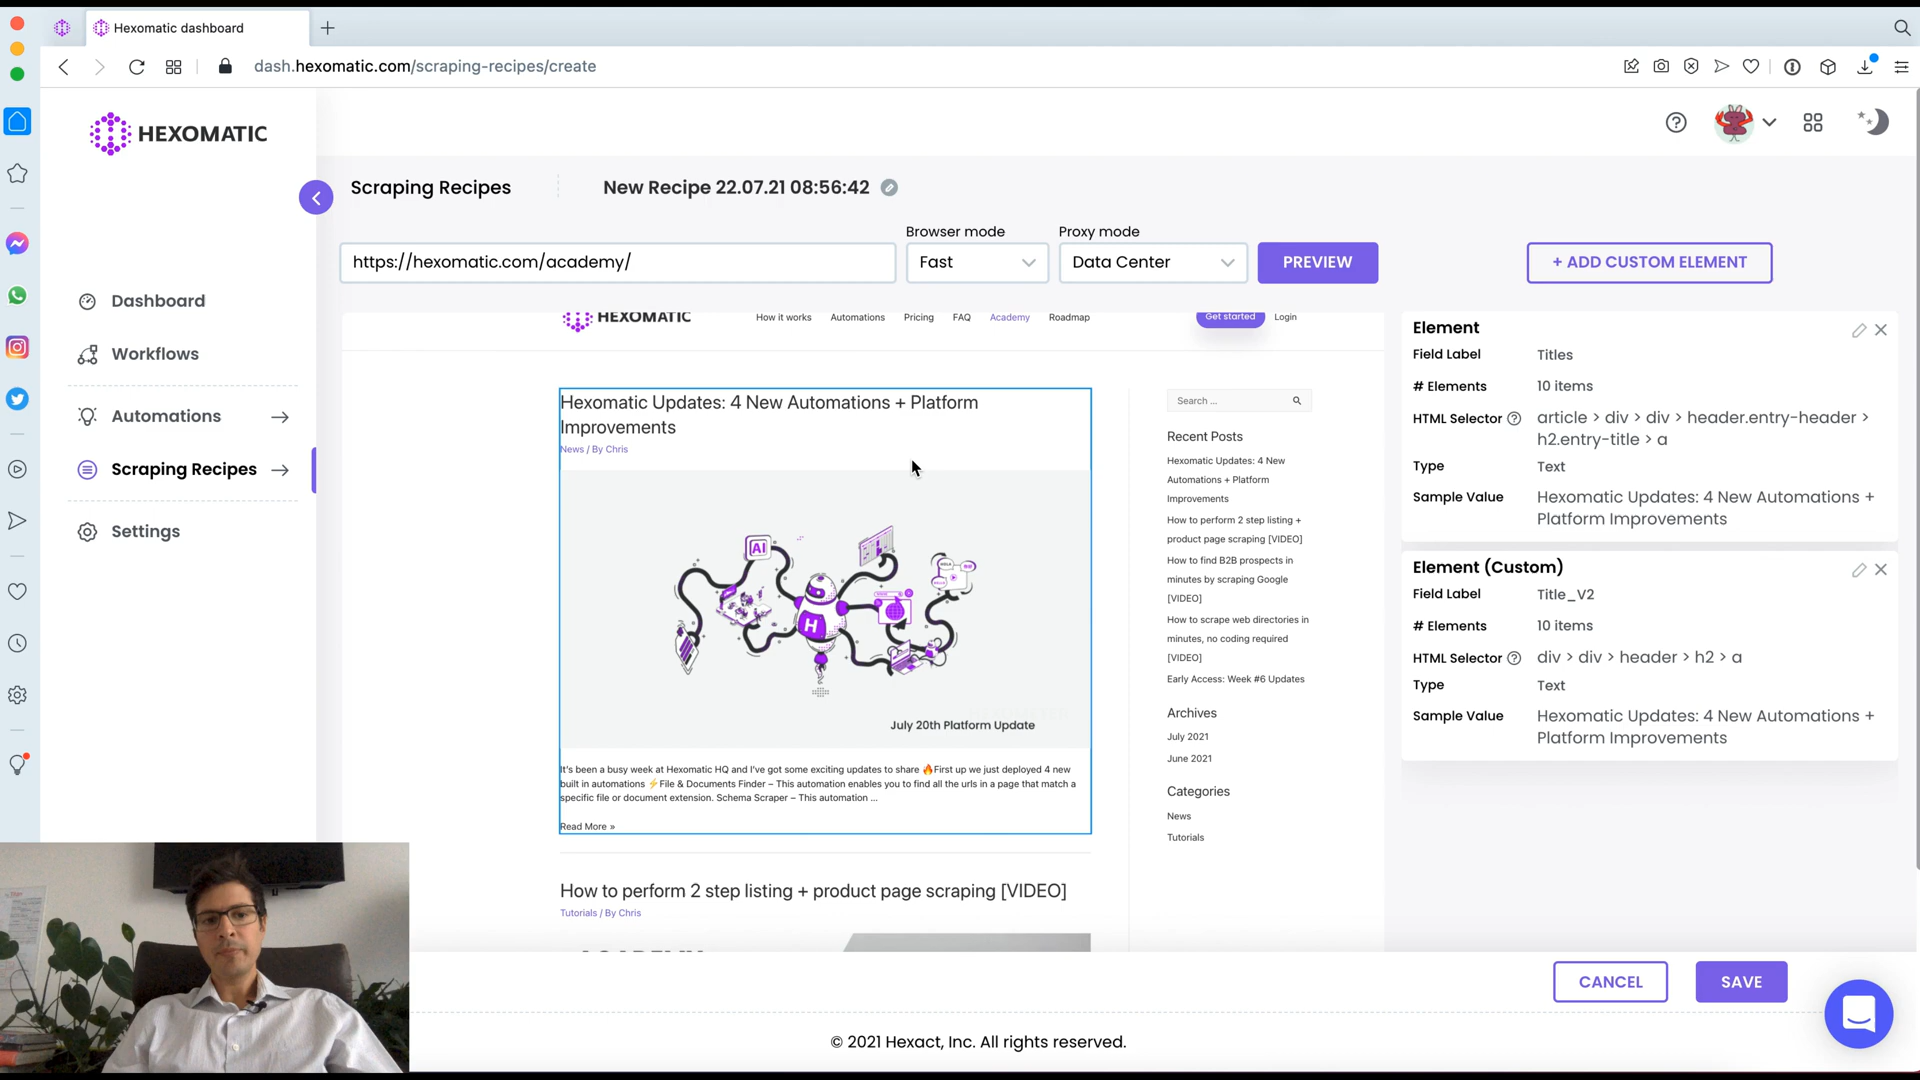 Hexomatic dashboard
dash.hexomatic.com/scraping-recipes/create
HEXOMATIC
Scraping Recipes
New Recipe 22.07.21 08:56:42
Browser mode
Proxy mode
https://hexomatic.com/academy/
Fast
Data Center
PREVIEW
+ ADD CUSTOM ELEMENT
Dashboard
Workflows
Automations
Scraping Recipes
Settings
HEXOMATIC
How it works
Automations
Pricing
FAQ
Academy
Roadmap
Get started
Login
Hexomatic Updates: 4 New Automations + Platform
Improvements
News / By Chris
AI
H
July 20th Platform Update
It's been a busy week at Hexomatic HQ and I've got some exciting updates to share 🔥First up we just deployed 4 new
built in automations ⚡File & Documents Finder – This automation enables you to find all the urls in a page that match a
specific file or document extension. Schema Scraper – This automation ...
Read More »
How to perform 2 step listing + product page scraping [VIDEO]
Tutorials / By Chris
Search ...
Recent Posts
Hexomatic Updates: 4 New
Automations + Platform
Improvements
How to perform 2 step listing +
product page scraping [VIDEO]
How to find B2B prospects in
minutes by scraping Google
[VIDEO]
How to scrape web directories in
minutes, no coding required
[VIDEO]
Early Access: Week #6 Updates
Archives
July 2021
June 2021
Categories
News
Tutorials
Element
Field Label Titles
# Elements 10 items
HTML Selector article > div > div > header.entry-header >
h2.entry-title > a
Type Text
Sample Value Hexomatic Updates: 4 New Automations +
Platform Improvements
Element (Custom)
Field Label Title_V2
# Elements 10 items
HTML Selector div > div > header > h2 > a
Type Text
Sample Value Hexomatic Updates: 4 New Automations +
Platform Improvements
CANCEL
SAVE
© 2021 Hexact, Inc. All rights reserved.